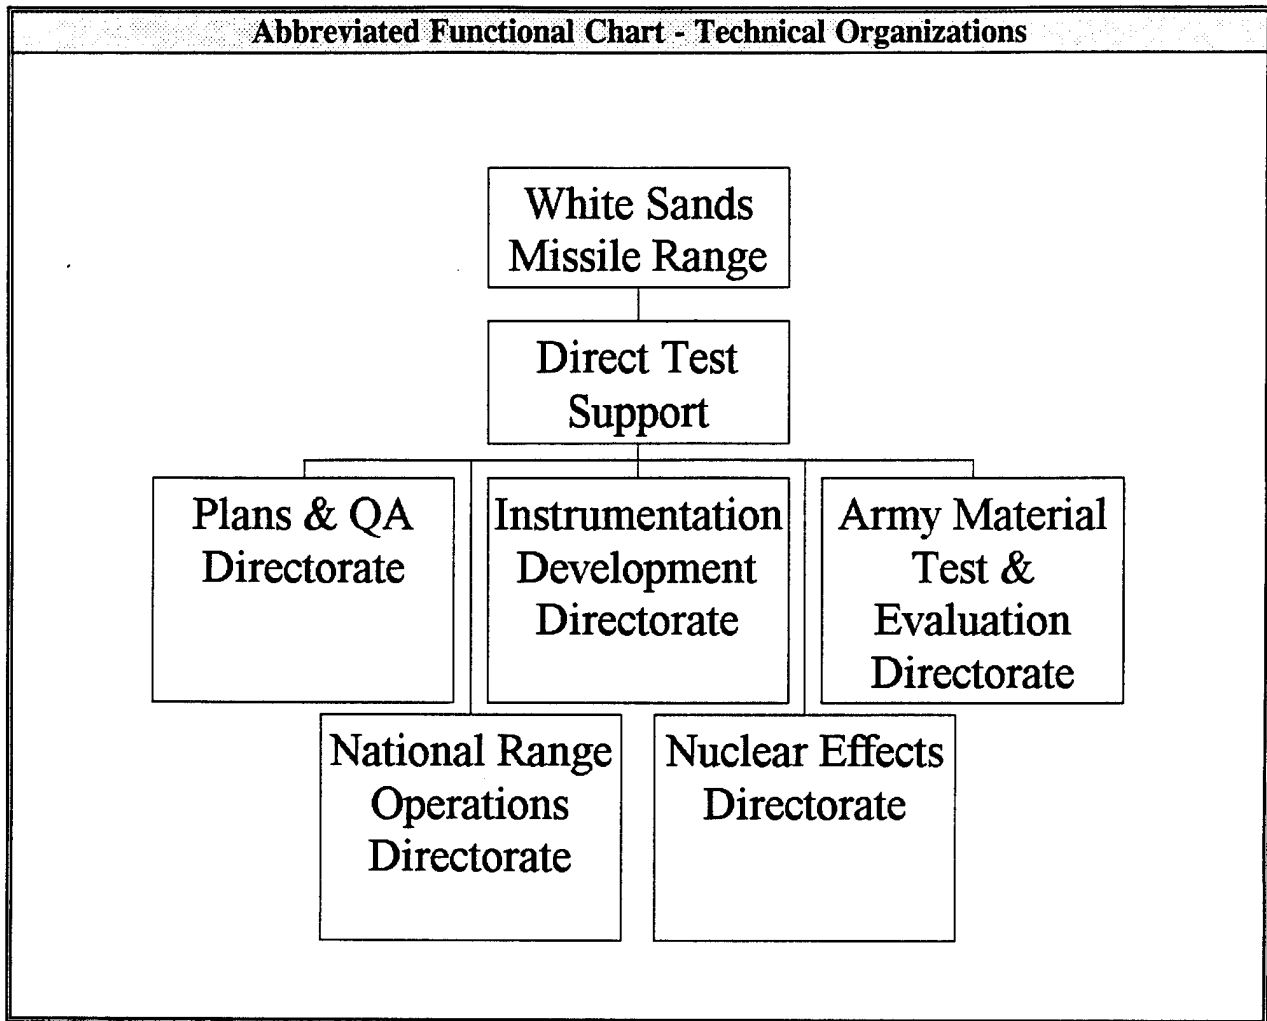 Abbreviated Functional Chart - Technical Organizations
White Sands
Missile Range
Direct Test
Support
Plans & QA
Directorate
Instrumentation
Development
Directorate
Army Material
Test &
Evaluation
Directorate
National Range
Operations
Directorate
Nuclear Effects
Directorate